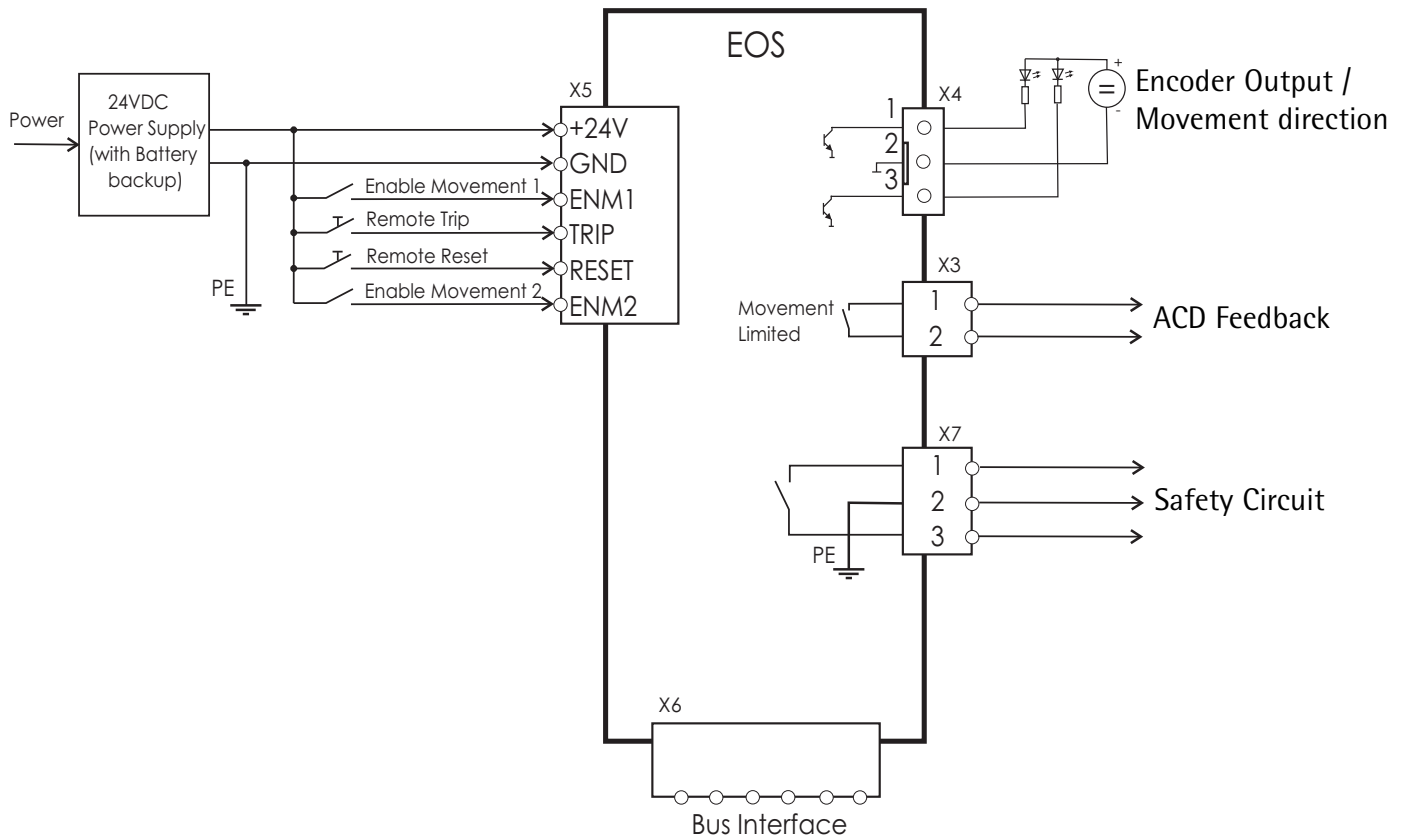 EOS
Power
24VDC
Power Supply
(with Battery
backup)
PE
X5
+24V
GND
Enable Movement 1
ENM1
Remote Trip
TRIP
Remote Reset
RESET
Enable Movement 2
ENM2
X4
1
2
3
+
=
-
Encoder Output /
Movement direction
X3
Movement
Limited
1
2
ACD Feedback
X7
1
2
3
PE
Safety Circuit
X6
Bus Interface